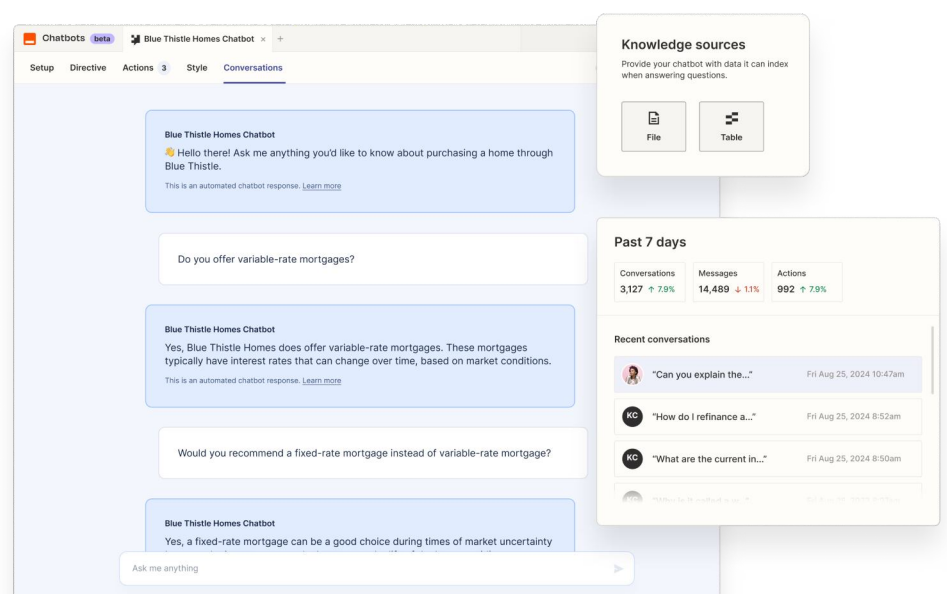 Chatbots beta
Blue Thistle Homes Chatbot × +
Setup Directive Actions 3 Style Conversations
Blue Thistle Homes Chatbot
👋 Hello there! Ask me anything you'd like to know about purchasing a home through
Blue Thistle.
This is an automated chatbot response. Learn more
Do you offer variable-rate mortgages?
Blue Thistle Homes Chatbot
Yes, Blue Thistle Homes does offer variable-rate mortgages. These mortgages
typically have interest rates that can change over time, based on market conditions.
This is an automated chatbot response. Learn more
Would you recommend a fixed-rate mortgage instead of variable-rate mortgage?
Blue Thistle Homes Chatbot
Yes, a fixed-rate mortgage can be a good choice during times of market uncertainty
Ask me anything
Knowledge sources
Provide your chatbot with data it can index
when answering questions.
File Table
Past 7 days
Conversations Messages Actions
3,127 ↑ 7.9% 14,489 ↓ 1.1% 992 ↑ 7.9%
Recent conversations
"Can you explain the..." Fri Aug 25, 2024 10:47am
KC "How do I refinance a..." Fri Aug 25, 2024 8:52am
KC "What are the current in..." Fri Aug 25, 2024 8:50am
KC